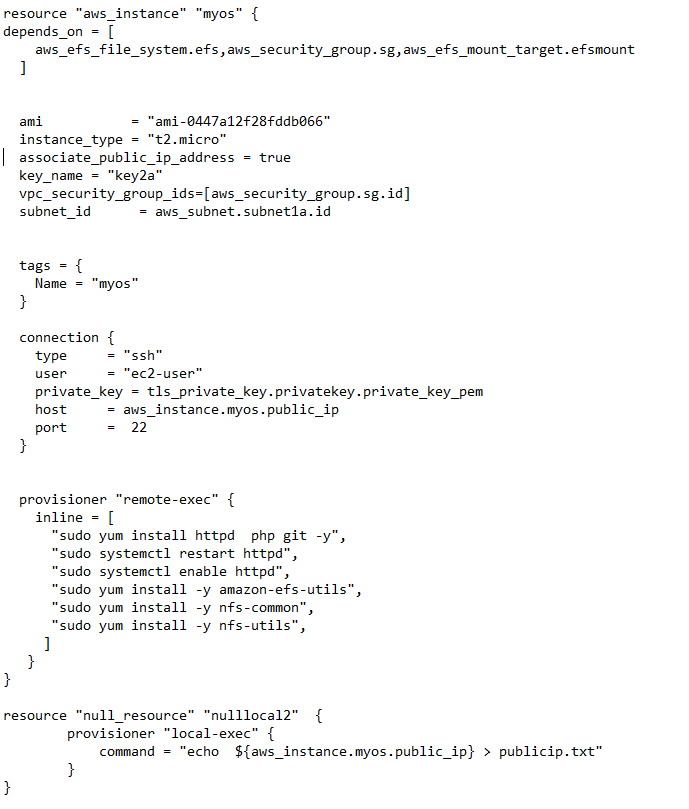 resource "aws_instance" "myos" {
depends_on = [
    aws_efs_file_system.efs,aws_security_group.sg,aws_efs_mount_target.efsmount
  ]
  ami           = "ami-0447a12f28fddb066"
  instance_type = "t2.micro"
  associate_public_ip_address = true
  key_name = "key2a"
  vpc_security_group_ids=[aws_security_group.sg.id]
  subnet_id      = aws_subnet.subnet1a.id
  tags = {
    Name = "myos"
  }
  connection {
    type     = "ssh"
    user     = "ec2-user"
    private_key = tls_private_key.privatekey.private_key_pem
    host     = aws_instance.myos.public_ip
    port     =  22
  }
  provisioner "remote-exec" {
    inline = [
      "sudo yum install httpd  php git -y",
      "sudo systemctl restart httpd",
      "sudo systemctl enable httpd",
      "sudo yum install -y amazon-efs-utils",
      "sudo yum install -y nfs-common",
      "sudo yum install -y nfs-utils",
     ]
   }
}
resource "null_resource" "nulllocal2"  {
        provisioner "local-exec" {
            command = "echo  ${aws_instance.myos.public_ip} > publicip.txt"
        }
}